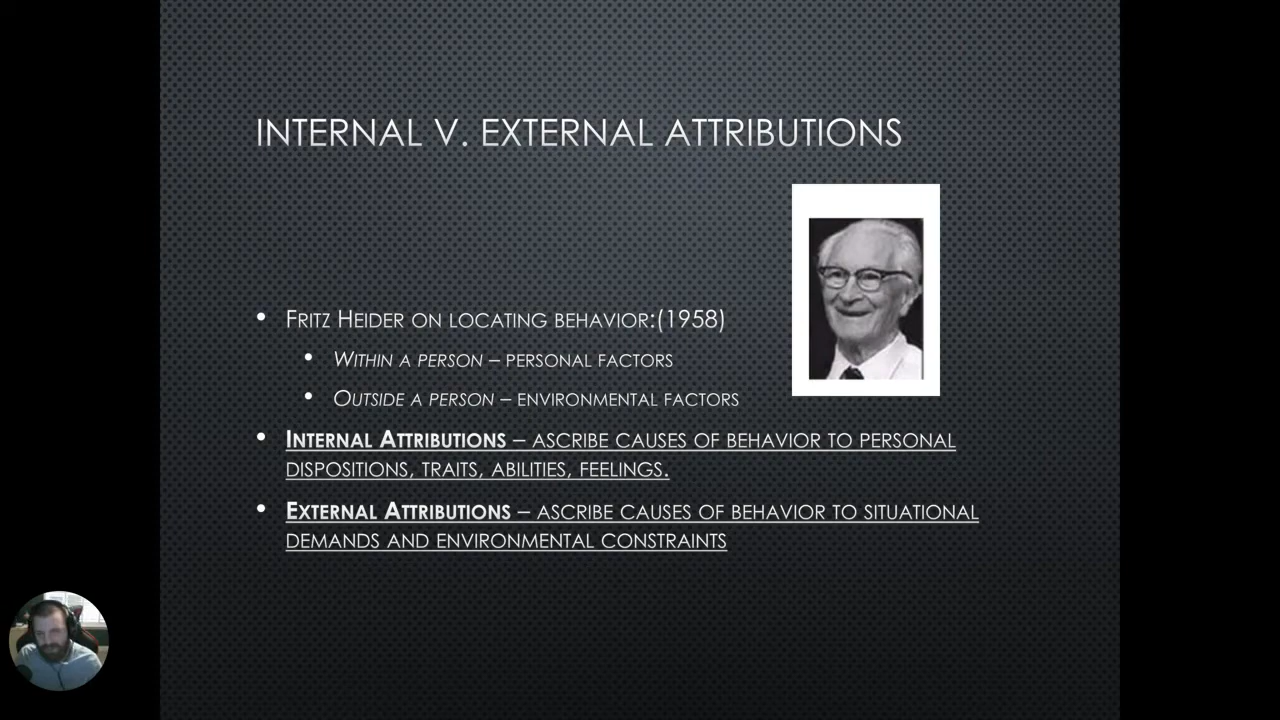 INTERNAL V. EXTERNAL ATTRIBUTIONS
• FRITZ HEIDER ON LOCATING BEHAVIOR:(1958)
• WITHIN A PERSON – PERSONAL FACTORS
• OUTSIDE A PERSON – ENVIRONMENTAL FACTORS
• INTERNAL ATTRIBUTIONS – ASCRIBE CAUSES OF BEHAVIOR TO PERSONAL
DISPOSITIONS, TRAITS, ABILITIES, FEELINGS.
• EXTERNAL ATTRIBUTIONS – ASCRIBE CAUSES OF BEHAVIOR TO SITUATIONAL
DEMANDS AND ENVIRONMENTAL CONSTRAINTS